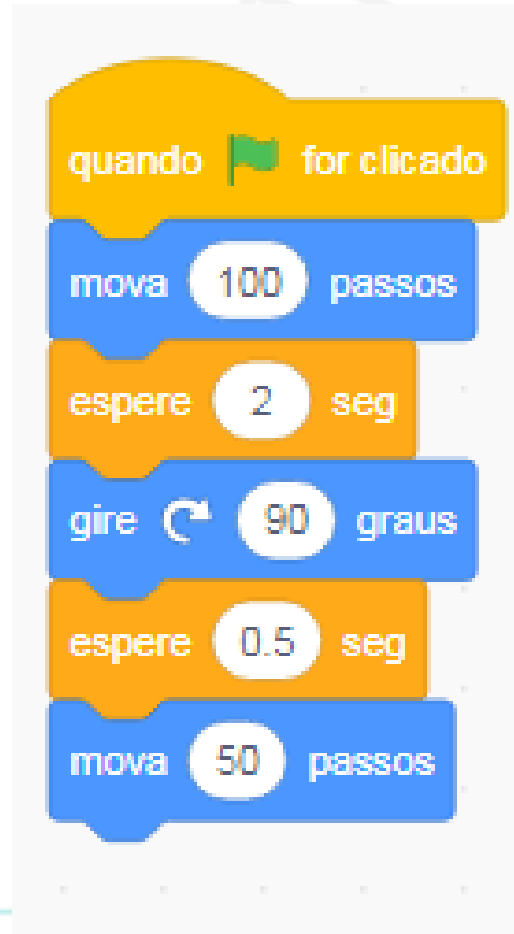 quando for clicado
mova 100 passos
espere 2 seg
gire 90 graus
espere 0.5 seg
mova 50 passos